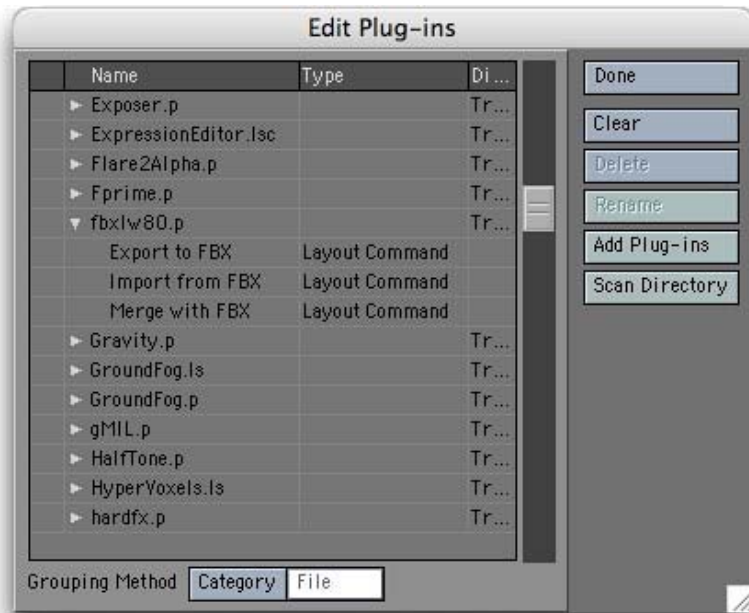 Edit Plug-ins
Name Type Di...
Exposer.p Tr...
ExpressionEditor.lsc Tr...
Flare2Alpha.p Tr...
Fprime.p Tr...
fbxlw80.p Tr...
Export to FBX Layout Command
Import from FBX Layout Command
Merge with FBX Layout Command
Gravity.p Tr...
GroundFog.ls Tr...
GroundFog.p Tr...
gMIL.p Tr...
HalfTone.p Tr...
HyperVoxels.ls Tr...
hardfx.p Tr...
Grouping Method Category File
Done
Clear
Delete
Rename
Add Plug-ins
Scan Directory